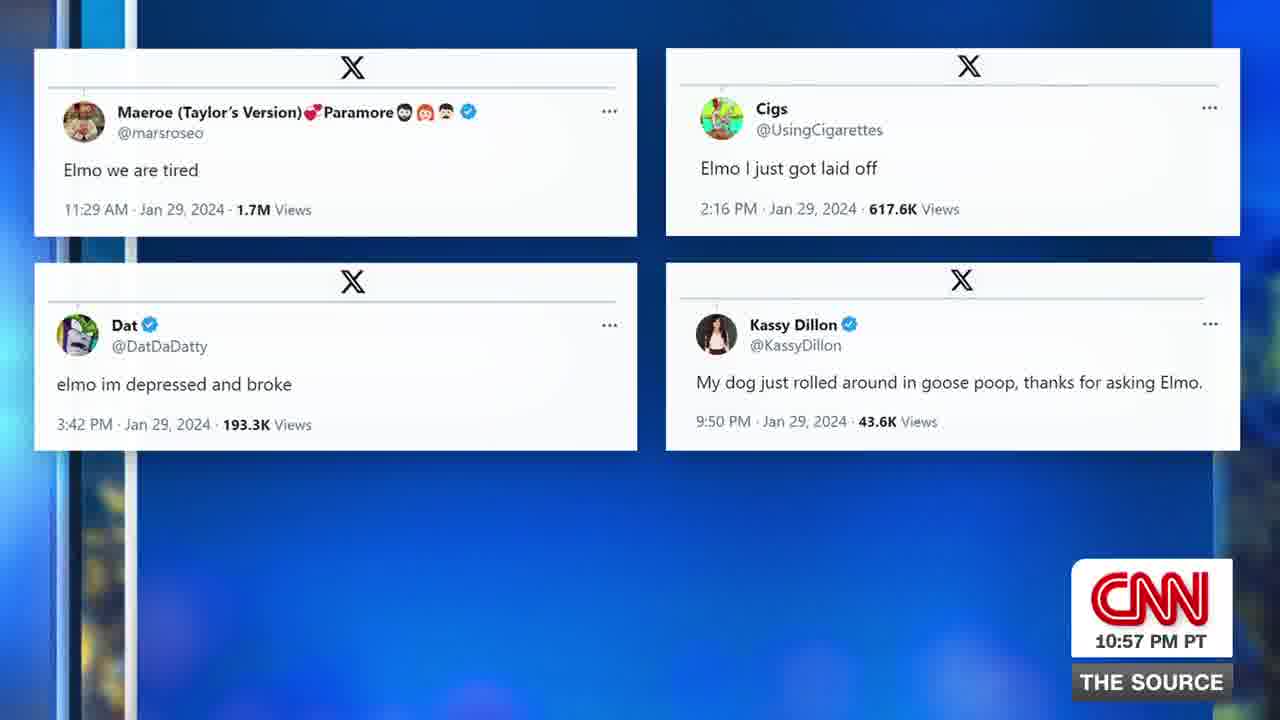 X
Maeroe (Taylor's Version)💞Paramore🧔🏻👩🏻‍🦰👨🏻
@marsroseo
Elmo we are tired
11:29 AM · Jan 29, 2024 · 1.7M Views
X
Cigs
@UsingCigarettes
Elmo I just got laid off
2:16 PM · Jan 29, 2024 · 617.6K Views
X
Dat
@DatDaDatty
elmo im depressed and broke
3:42 PM · Jan 29, 2024 · 193.3K Views
X
Kassy Dillon
@KassyDillon
My dog just rolled around in goose poop, thanks for asking Elmo.
9:50 PM · Jan 29, 2024 · 43.6K Views
CNN
10:57 PM PT
THE SOURCE